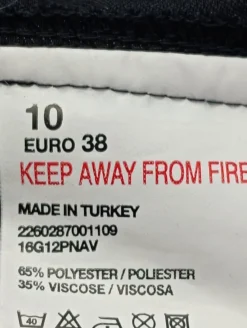 10
EURO 38
KEEP AWAY FROM FIRE
MADE IN TURKEY
2260287001109
16G12PNAV
65% POLYESTER / POLIESTER
35% VISCOSE / VISCOSA
40